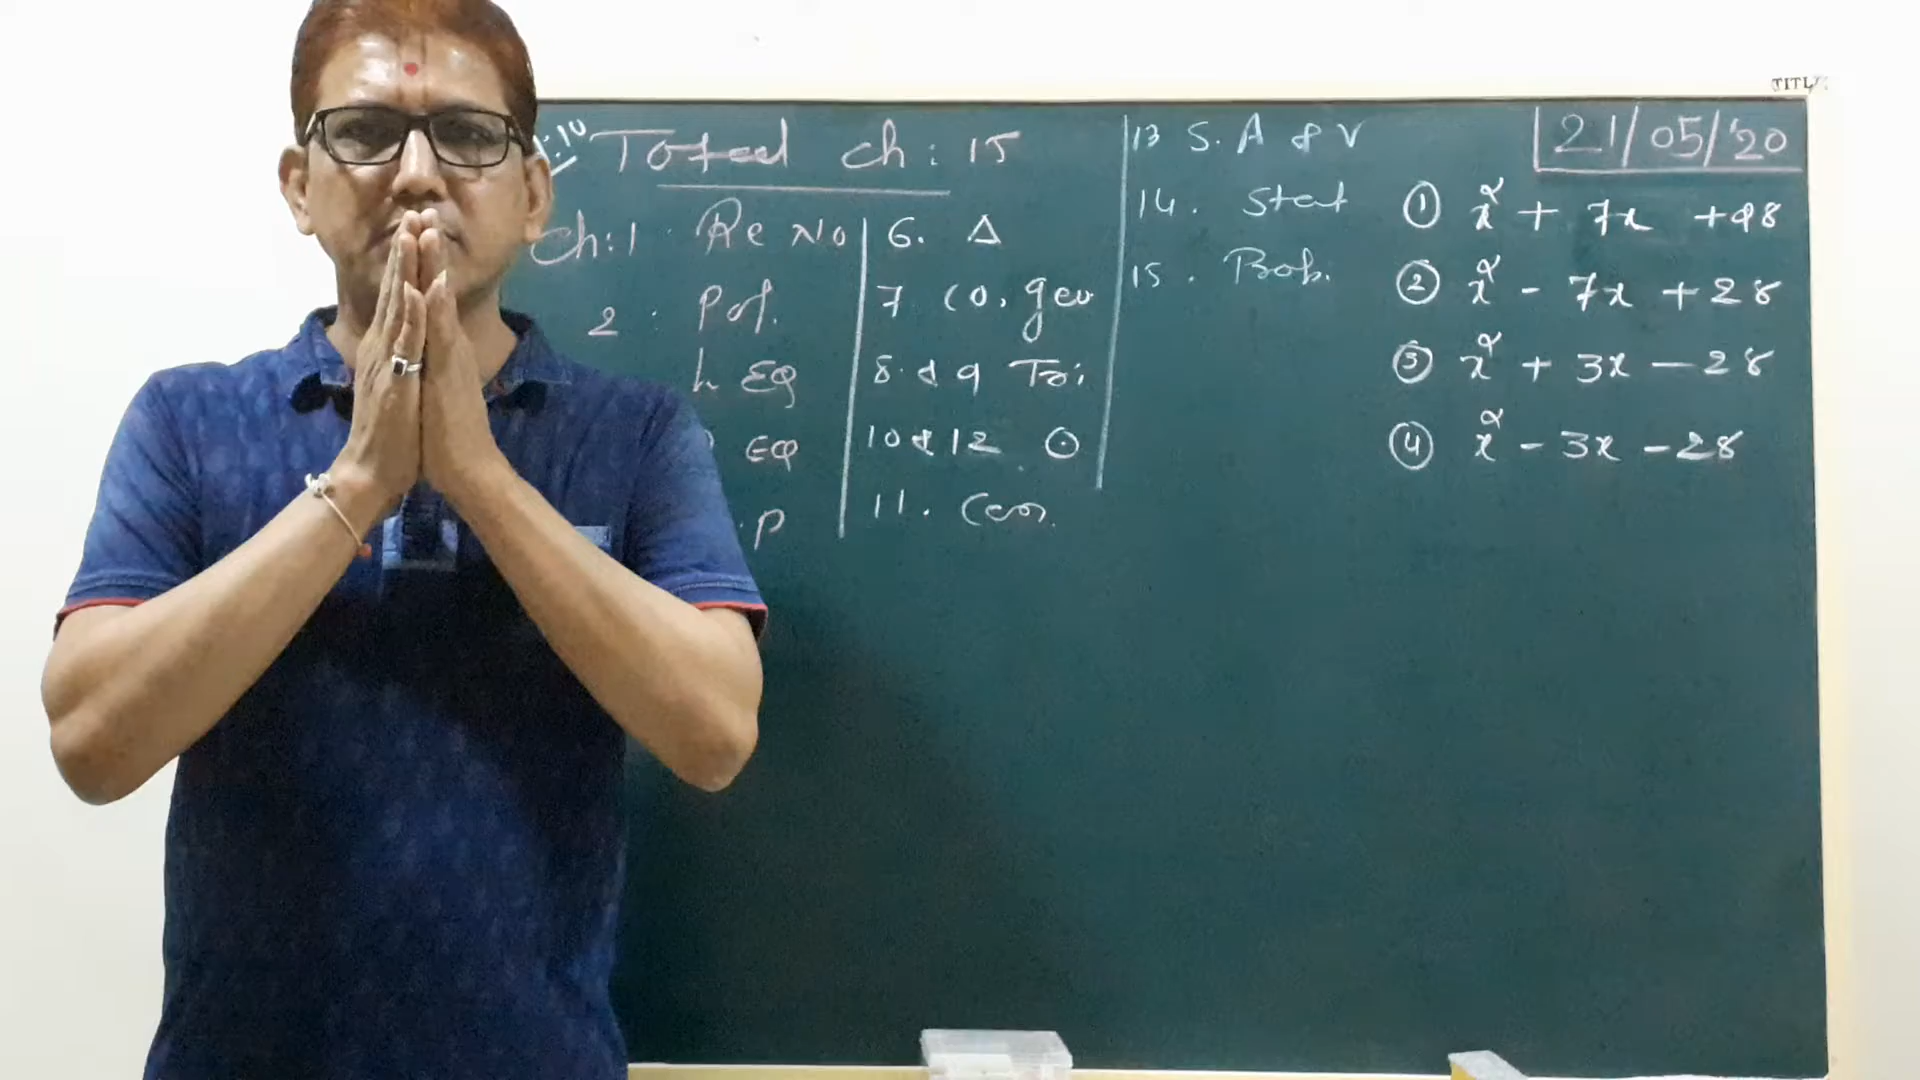 :10
Total ch: 15
ch:1 Re No
2. Pol.
L EQ
EQ
.P
6. Δ
7 Co. geo
8. & 9 Tri
10 & 12 ⊙
11. Con.
13 S. A & V
14. Stat
15. Prob.
21/05/'20
① x² + 7x +28
② x² - 7x + 28
③ x² + 3x - 28
④ x² - 3x - 28